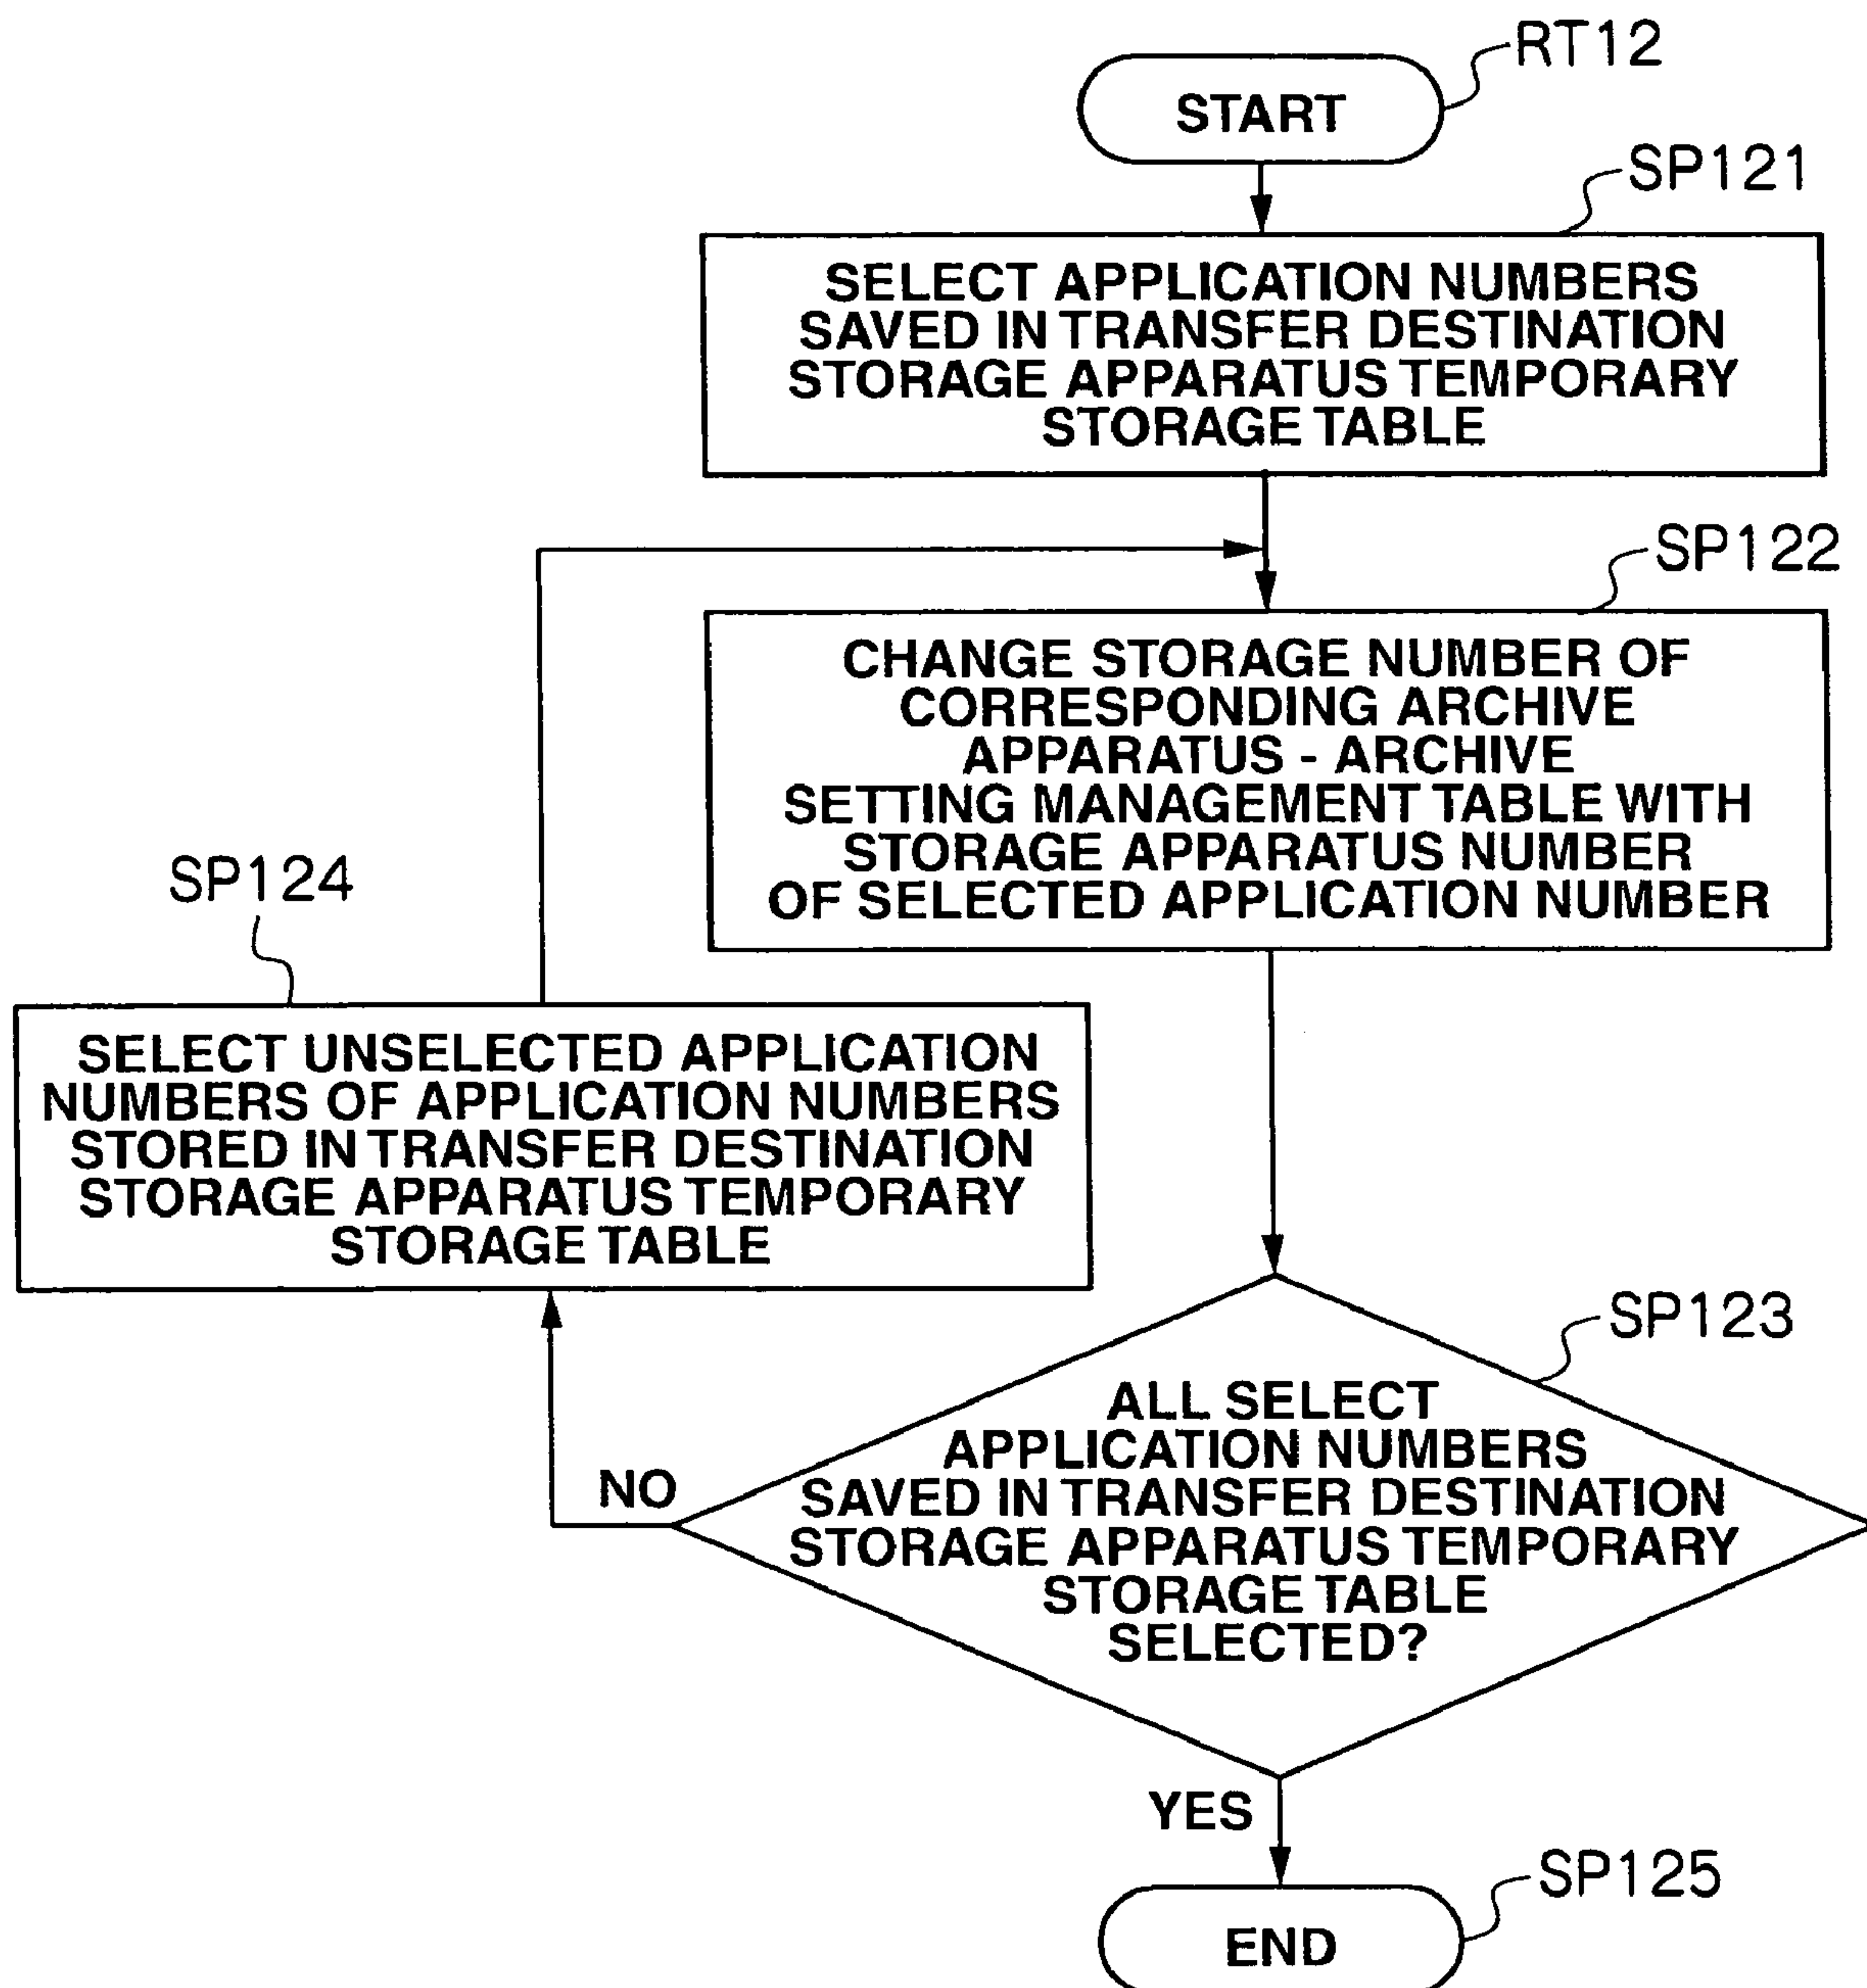 RT12
START
SP121
SELECT APPLICATION NUMBERS
SAVED IN TRANSFER DESTINATION
STORAGE APPARATUS TEMPORARY
STORAGE TABLE
SP122
CHANGE STORAGE NUMBER OF
CORRESPONDING ARCHIVE
APPARATUS - ARCHIVE
SETTING MANAGEMENT TABLE WITH
STORAGE APPARATUS NUMBER
OF SELECTED APPLICATION NUMBER
SP124
SELECT UNSELECTED APPLICATION
NUMBERS OF APPLICATION NUMBERS
STORED IN TRANSFER DESTINATION
STORAGE APPARATUS TEMPORARY
STORAGE TABLE
SP123
ALL SELECT
APPLICATION NUMBERS
SAVED IN TRANSFER DESTINATION
STORAGE APPARATUS TEMPORARY
STORAGE TABLE
SELECTED?
NO
YES
SP125
END